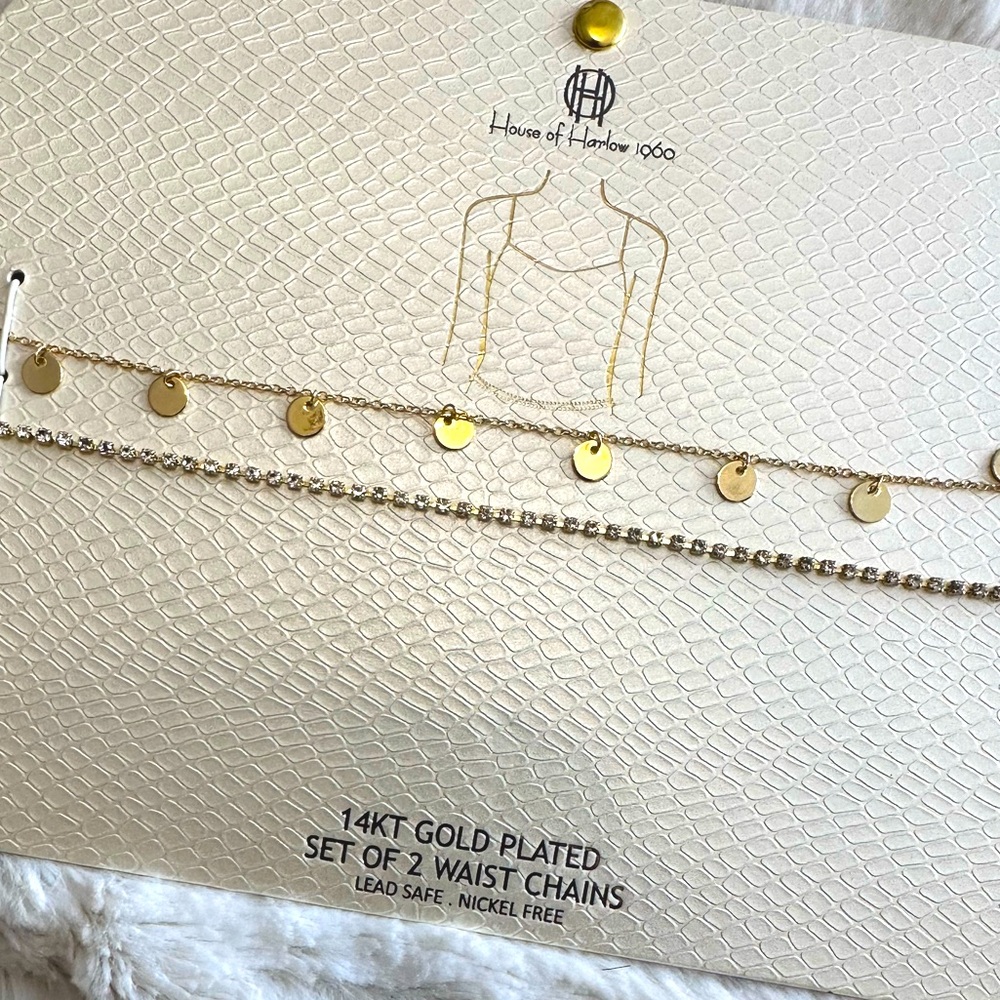 House of Harlow 1960
14KT GOLD PLATED
SET OF 2 WAIST CHAINS
LEAD SAFE . NICKEL FREE